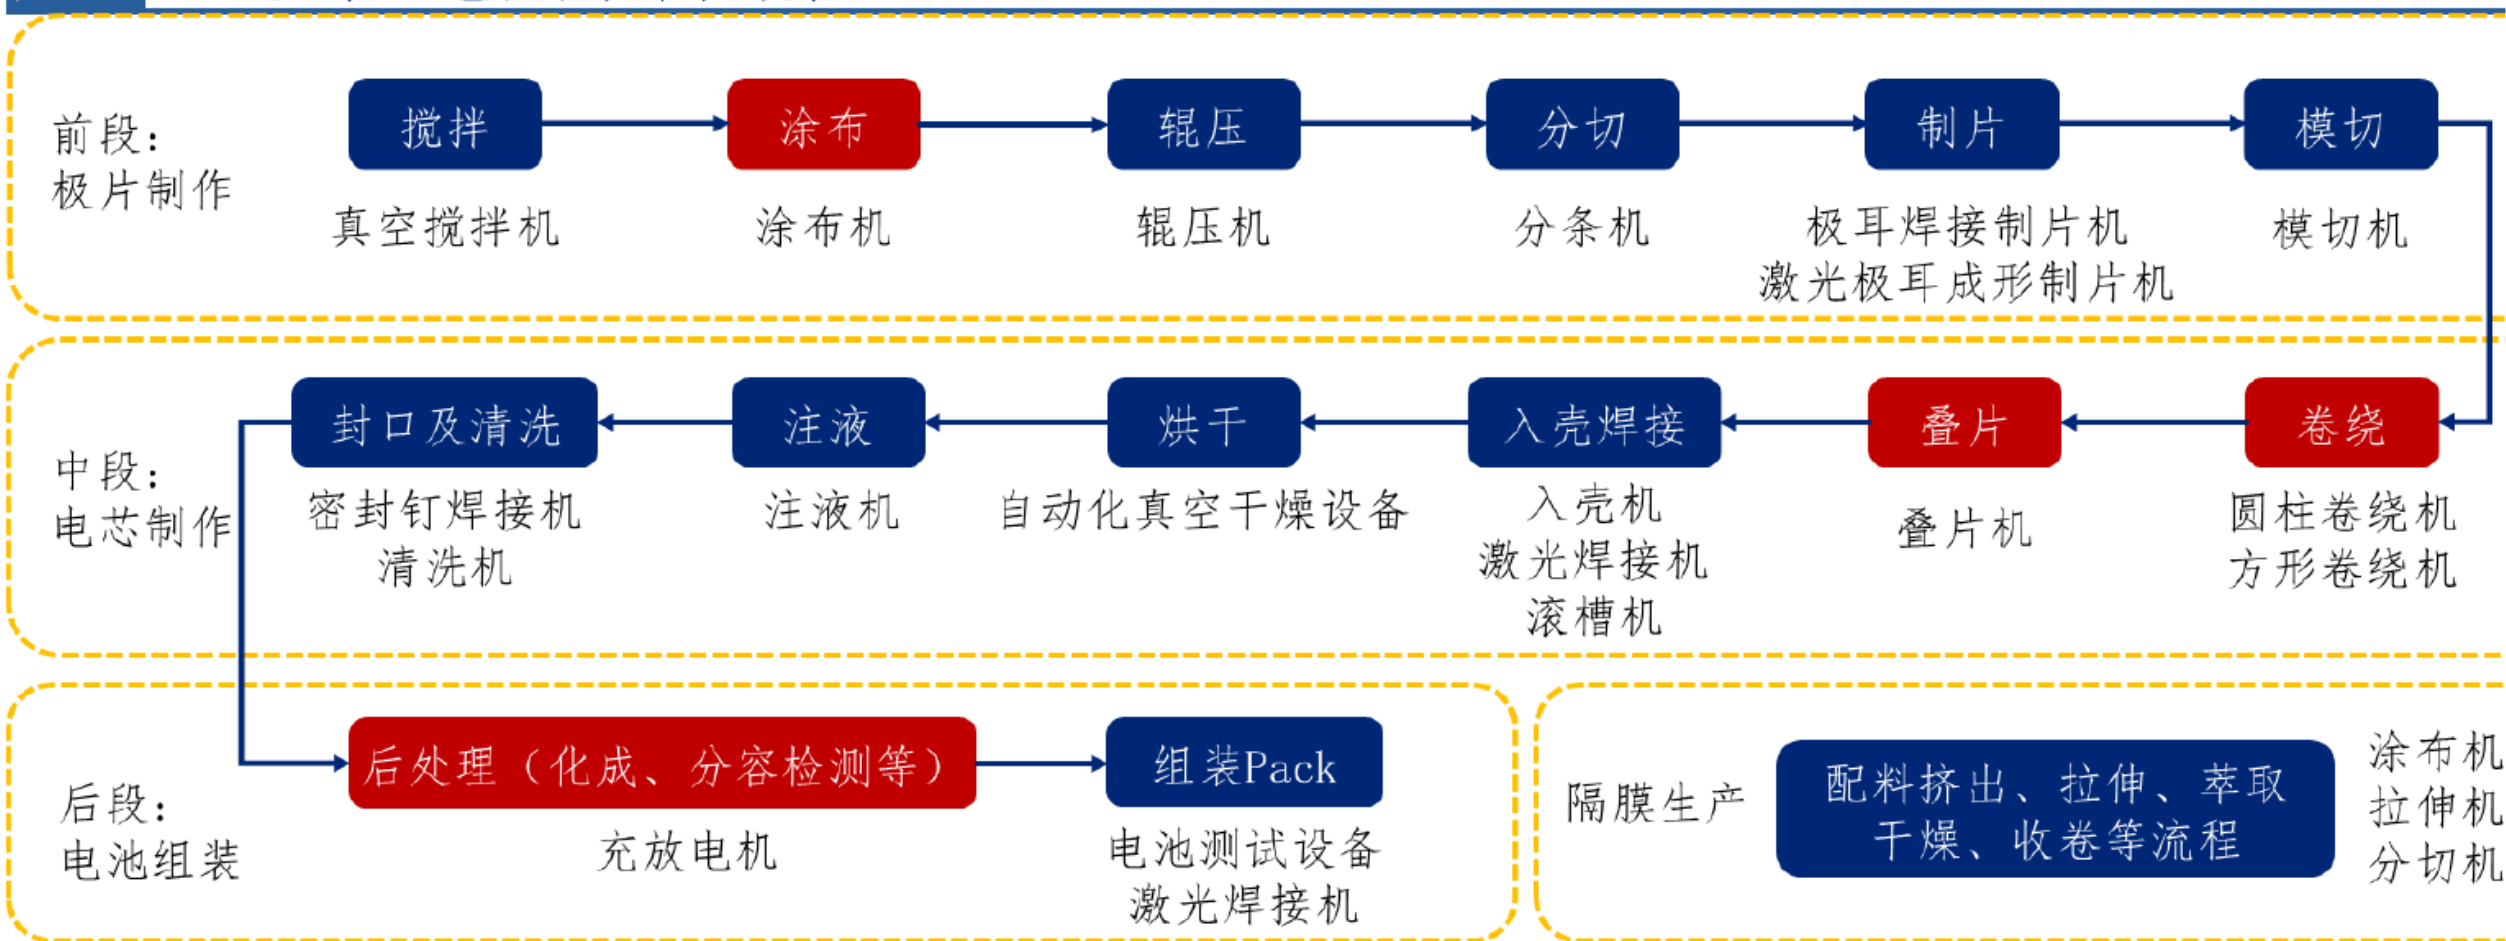 前段：
极片制作
搅拌
涂布
辊压
分切
制片
模切
真空搅拌机
涂布机
辊压机
分条机
极耳焊接制片机
激光极耳成形制片机
模切机
中段：
电芯制作
封口及清洗
注液
烘干
入壳焊接
叠片
卷绕
密封钉焊接机
清洗机
注液机
自动化真空干燥设备
入壳机
激光焊接机
滚槽机
叠片机
圆柱卷绕机
方形卷绕机
后段：
电池组装
后处理（化成、分容检测等）
组装Pack
充放电机
电池测试设备
激光焊接机
隔膜生产
配料挤出、拉伸、萃取
干燥、收卷等流程
涂布机
拉伸机
分切机